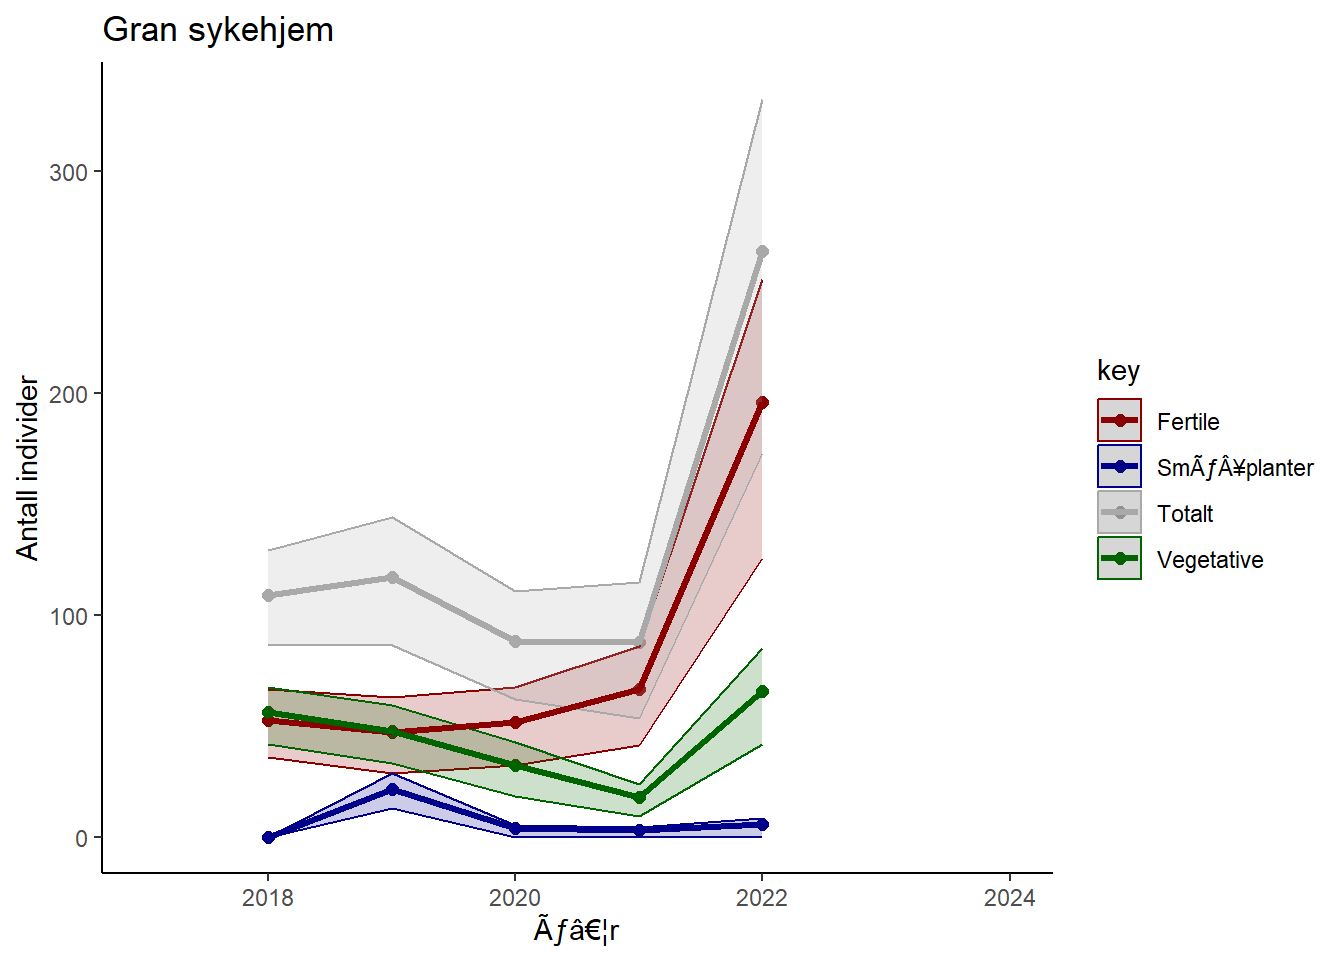 Gran sykehjem
Antall individer
300
200
100
0
2018
2020
2022
2024
Ãƒâ€¦r
key
Fertile
SmÃƒÂ¥planter
Totalt
Vegetative